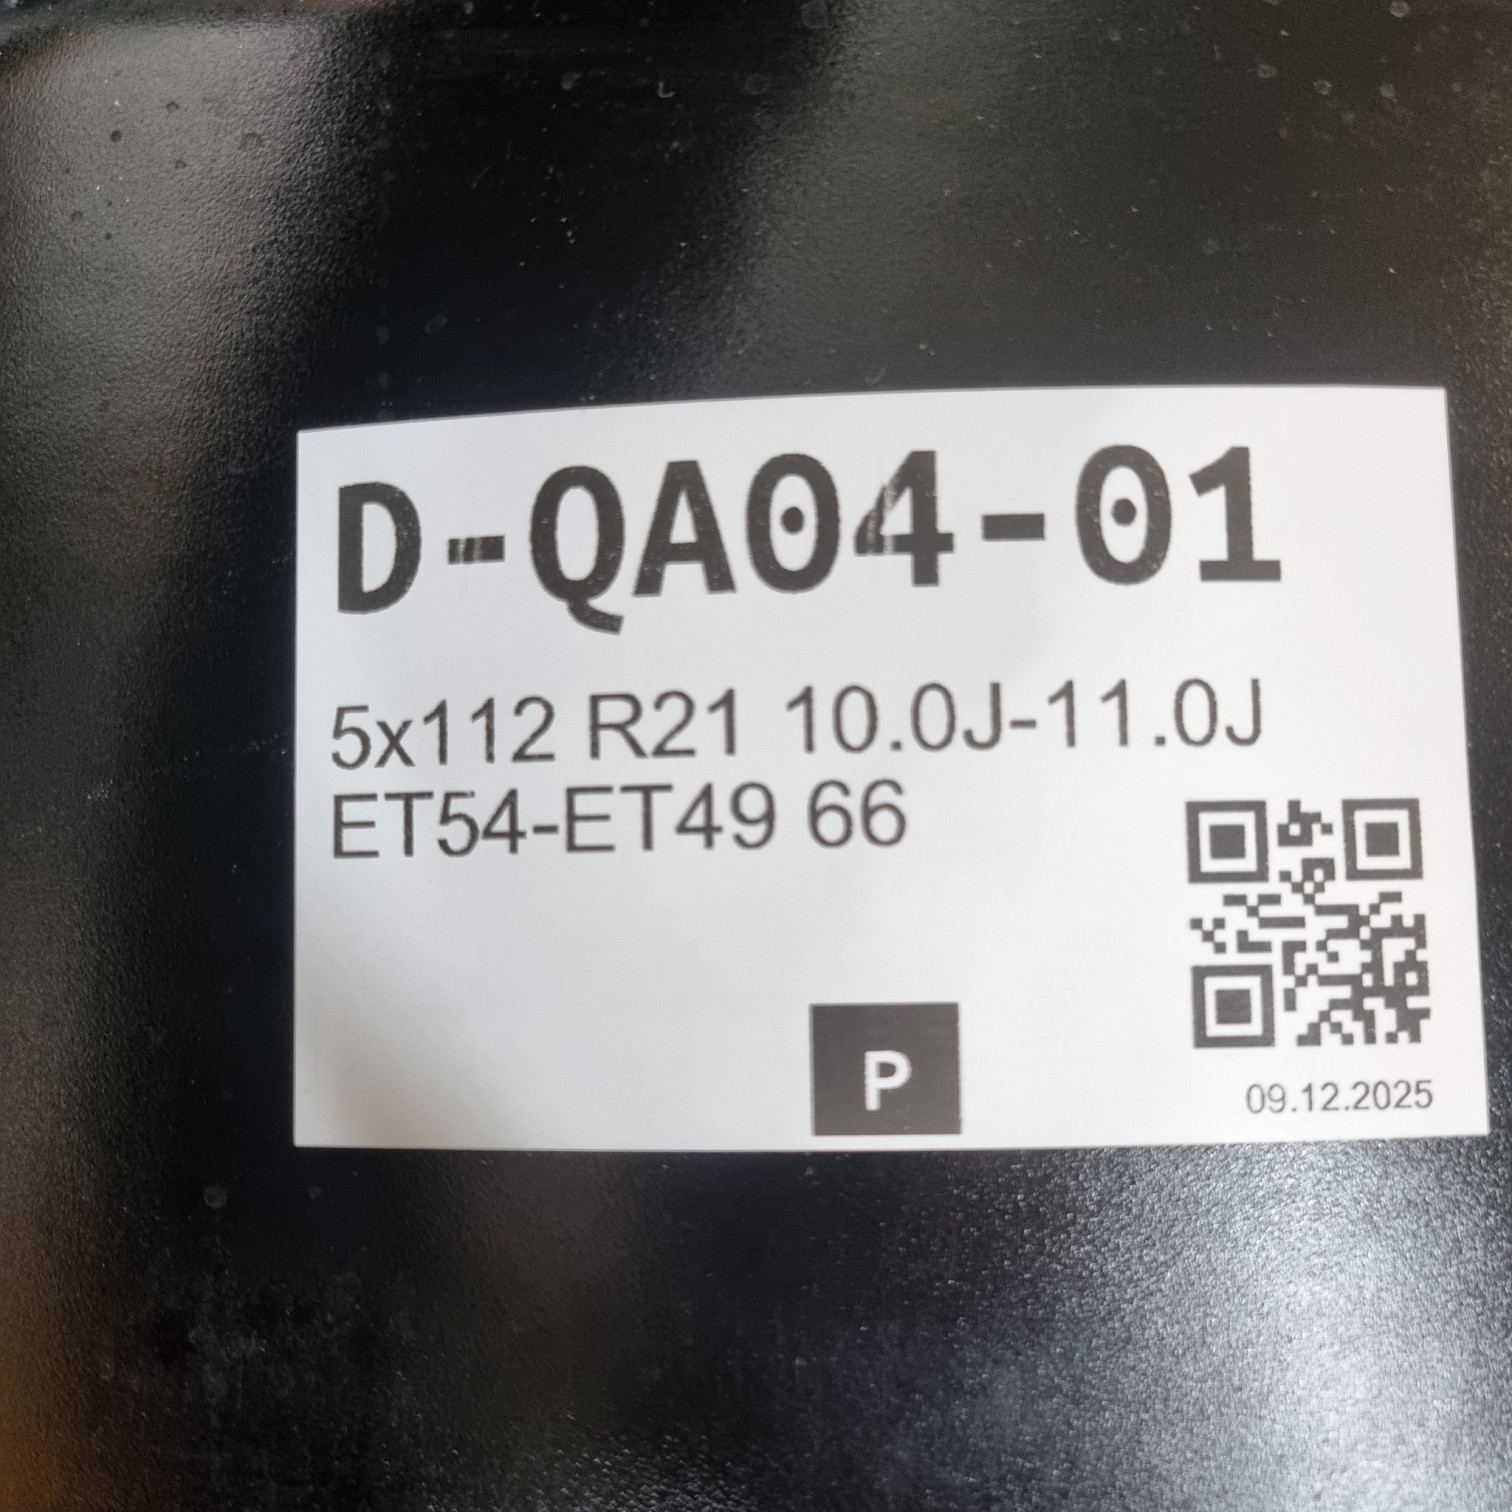 D-QA04-01
5x112 R21 10.0J-11.0J
ET54-ET49 66
P
09.12.2025